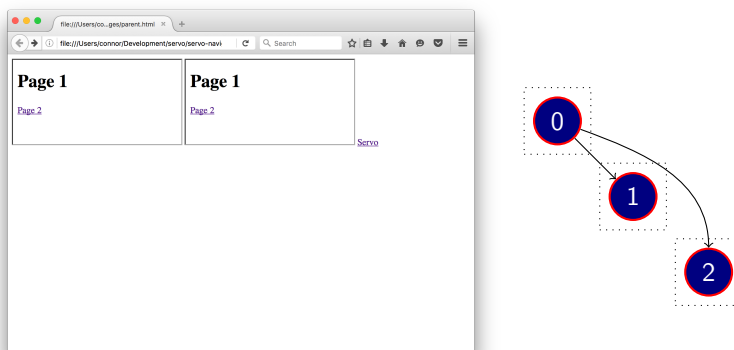 file:///Users/co...ges/parent.html
file:///Users/connor/Development/servo/servo-navi
Search
Page 1
Page 2
Page 1
Page 2
Servo
0
1
2